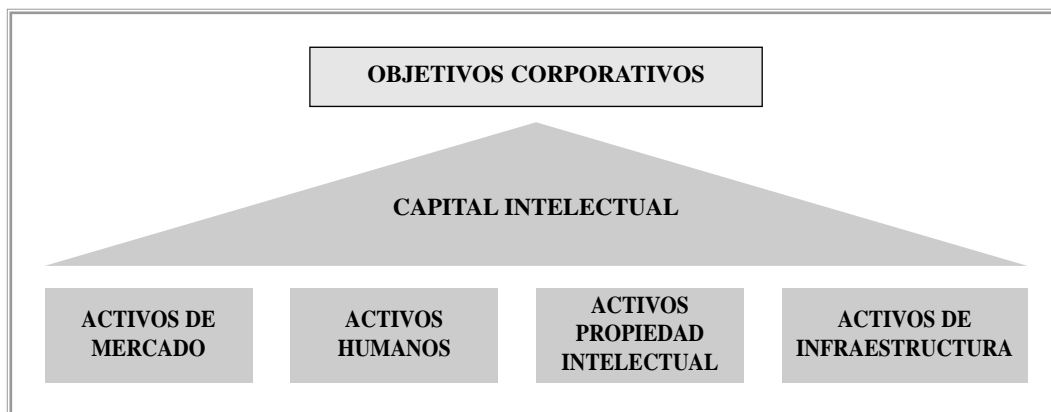 OBJETIVOS CORPORATIVOS
CAPITAL INTELECTUAL
ACTIVOS DE
MERCADO
ACTIVOS
HUMANOS
ACTIVOS
PROPIEDAD
INTELECTUAL
ACTIVOS DE
INFRAESTRUCTURA